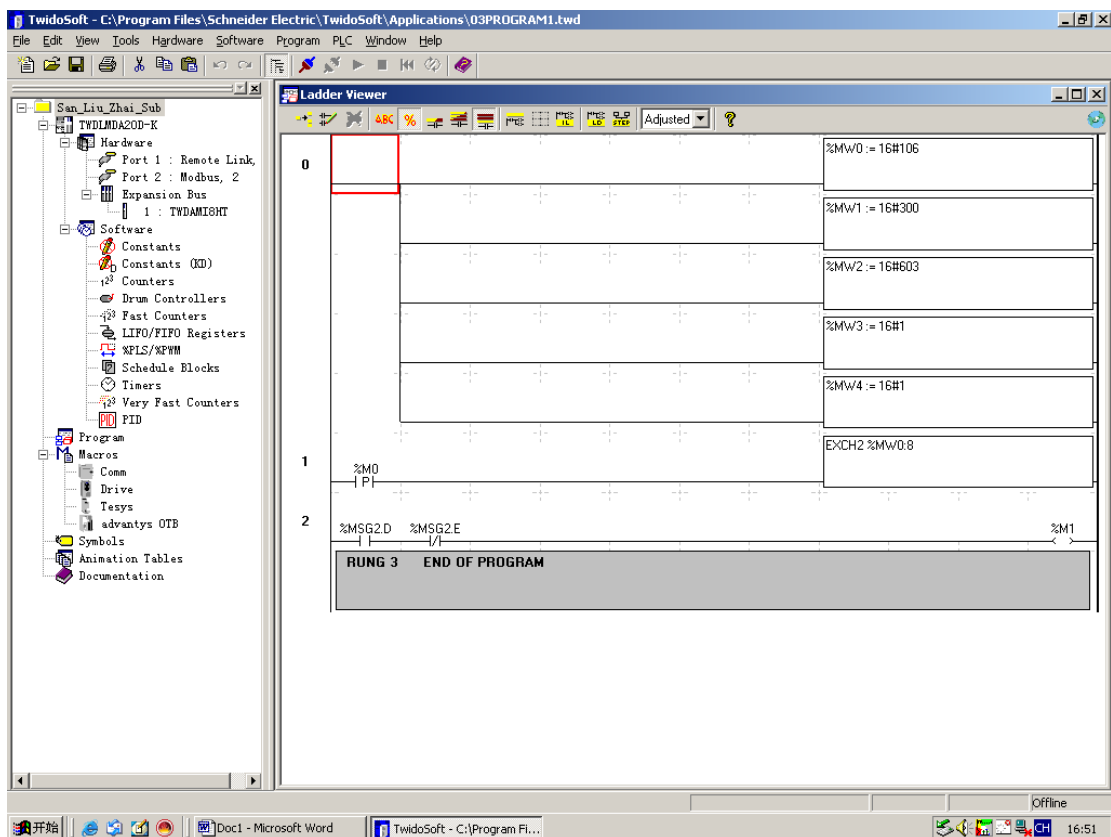 TwidoSoft - C:\Program Files\Schneider Electric\TwidoSoft\Applications\03PROGRAM1.twd
File Edit View Tools Hardware Software Program PLC Window Help
San_Liu_Zhai_Sub
TWDLMDA20D-K
Hardware
Port 1 : Remote Link,
Port 2 : Modbus, 2
Expansion Bus
1 : TWDAMI8HT
Software
Constants
Constants (KD)
Counters
Drum Controllers
Fast Counters
LIFO/FIFO Registers
%PLS/%PWM
Schedule Blocks
Timers
Very Fast Counters
PID
Program
Macros
Comm
Drive
Tesys
advantys OTB
Symbols
Animation Tables
Documentation
Ladder Viewer
ABC % Adjusted
0
%MW0 := 16#106
%MW1 := 16#300
%MW2 := 16#603
%MW3 := 16#1
%MW4 := 16#1
1
%M0
P
EXCH2 %MW0:8
2
%MSG2.D %MSG2.E %M1
RUNG 3 END OF PROGRAM
Offline
开始 Doc1 - Microsoft Word TwidoSoft - C:\Program Fi... CH 16:51